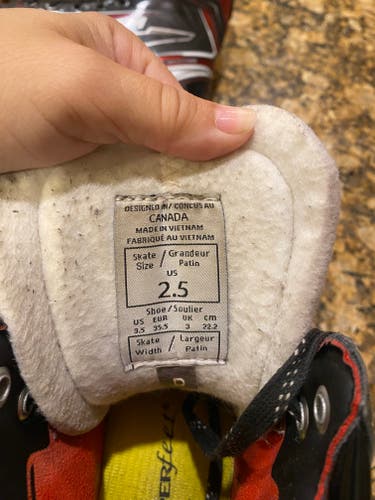 DESIGNED IN/ CONCUS AU
CANADA
MADE IN VIETNAM
FABRIQUÉ AU VIETNAM
Skate / Grandeur
Size Patin
US
2.5
Shoe/Soulier
US EUR UK CM
3.5 35.5 3 22.2
Skate / Largeur
Width Patin
D